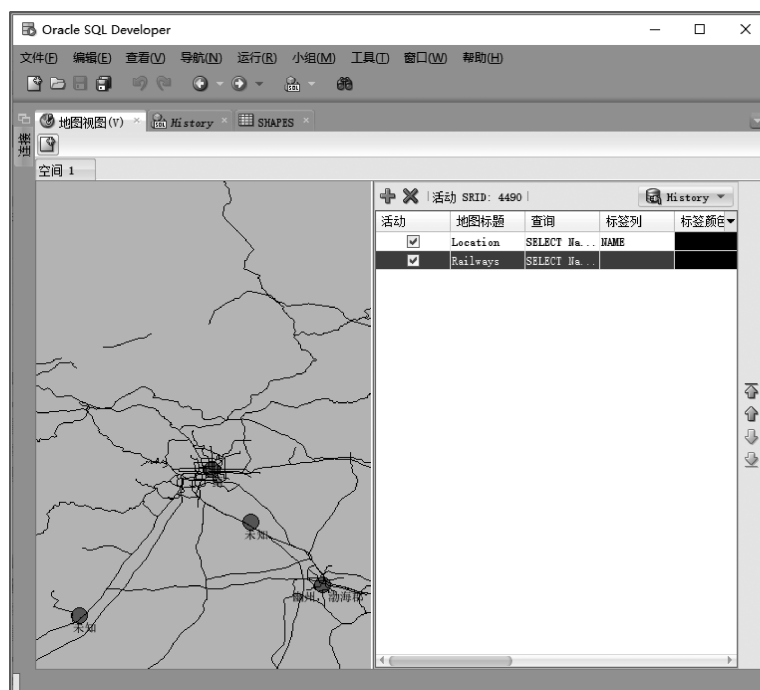 Oracle SQL Developer
文件(F) 编辑(E) 查看(V) 导航(N) 运行(R) 小组(M) 工具(T) 窗口(W) 帮助(H)
地图视图(V) History SHAPES
连接
空间 1
活动 SRID: 4490 History
活动 地图标题 查询 标签列 标签颜色
Location SELECT Na... NAME
Railways SELECT Na...
未知
渤海郡
未知